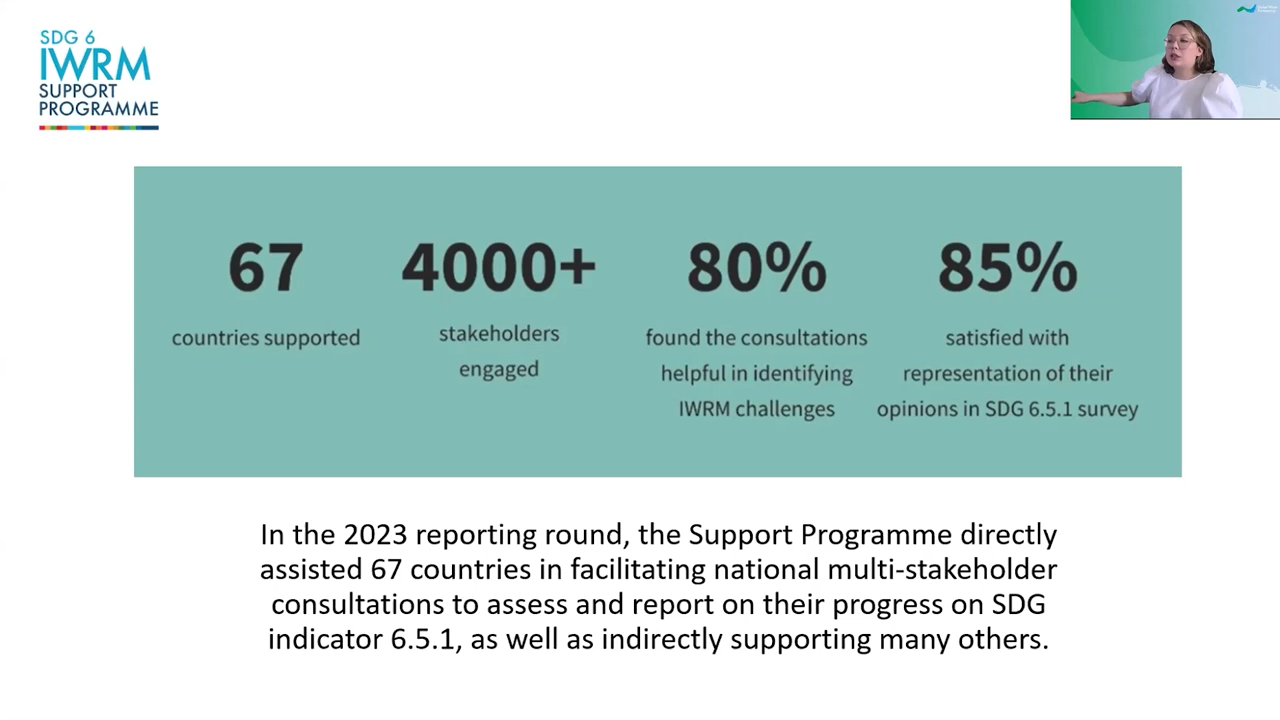 SDG 6
IWRM
SUPPORT
PROGRAMME
67
countries supported
4000+
stakeholders
engaged
80%
found the consultations
helpful in identifying
IWRM challenges
85%
satisfied with
representation of their
opinions in SDG 6.5.1 survey
In the 2023 reporting round, the Support Programme directly
assisted 67 countries in facilitating national multi-stakeholder
consultations to assess and report on their progress on SDG
indicator 6.5.1, as well as indirectly supporting many others.